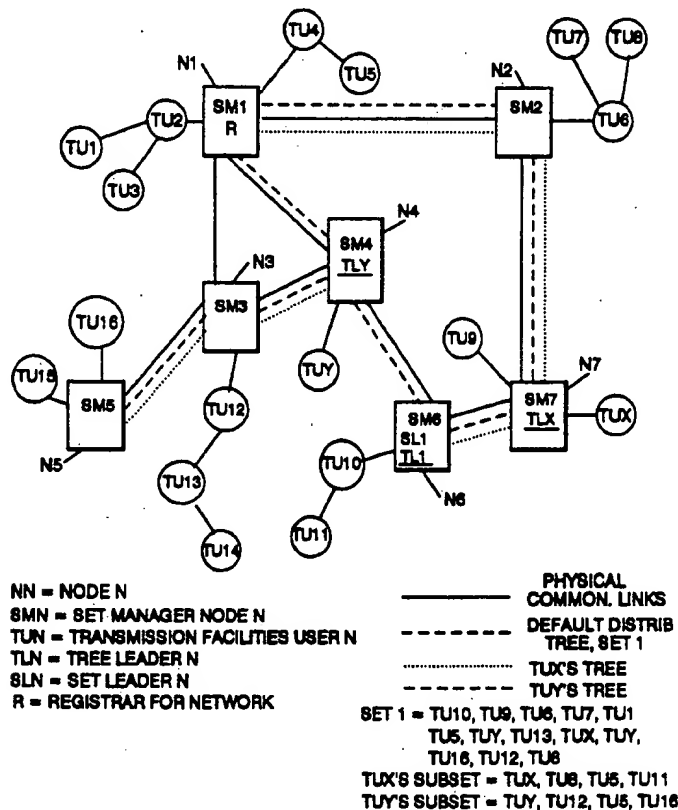 TU4
TU7
TU8
N1
TU5
N2
SM1
R
SM2
TU2
TU6
TU1
TU3
N4
SM4
TLY
N3
SM3
TU16
TU9
TUY
N7
TU15
SM7
TLX
TUX
SM5
TU12
SM6
SL1
TL1
TU10
N5
TU13
N6
TU11
TU14
NN = NODE N
SMN = SET MANAGER NODE N
TUN = TRANSMISSION FACILITIES USER N
TLN = TREE LEADER N
SLN = SET LEADER N
R = REGISTRAR FOR NETWORK
PHYSICAL
COMMON. LINKS
DEFAULT DISTRIB
TREE, SET 1
TUX'S TREE
TUY'S TREE
SET 1 = TU10, TU9, TU6, TU7, TU1
TU5, TUY, TU13, TUX, TUY,
TU16, TU12, TU8
TUX'S SUBSET = TUX, TU8, TU5, TU11
TUY'S SUBSET = TUY, TU12, TU5, TU16